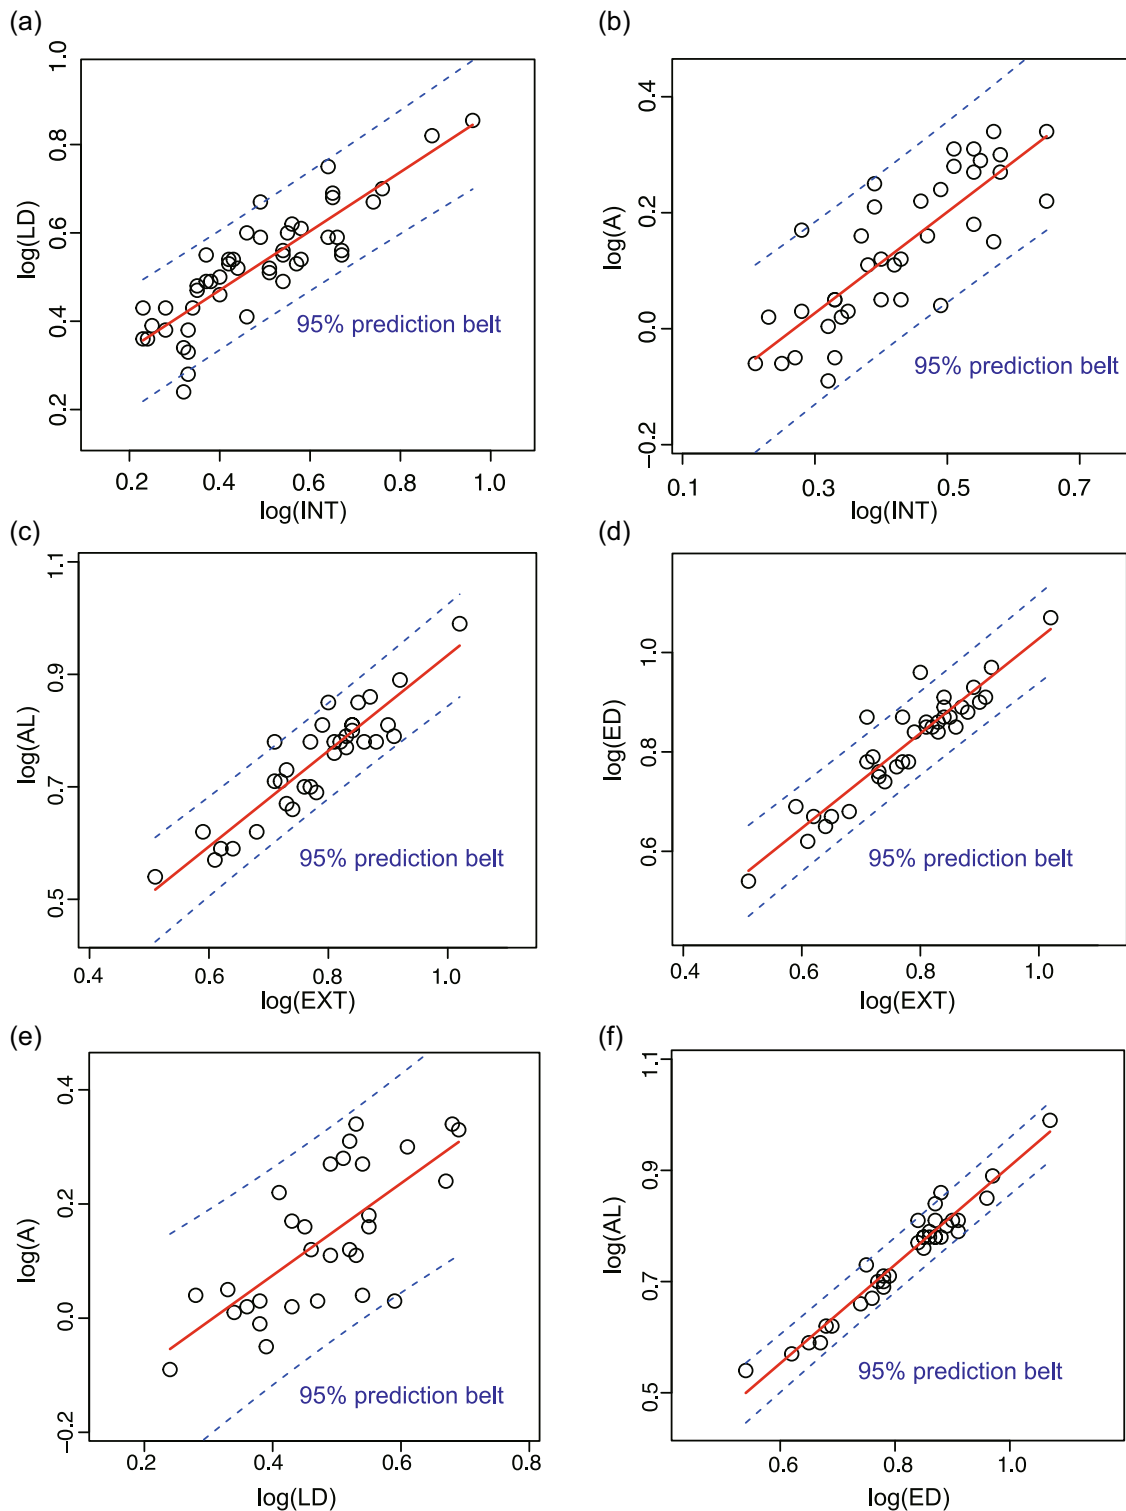 (a)
1.0
0.8
0.6
0.4
0.2
log(LD)
95% prediction belt
0.2 0.4 0.6 0.8 1.0
log(INT)
(b)
0.4
0.2
0.0
−0.2
log(A)
95% prediction belt
0.1 0.3 0.5 0.7
log(INT)
(c)
1.1
0.9
0.7
0.5
log(AL)
95% prediction belt
0.4 0.6 0.8 1.0
log(EXT)
(d)
1.0
0.8
0.6
log(ED)
95% prediction belt
0.4 0.6 0.8 1.0
log(EXT)
(e)
0.4
0.2
0.0
−0.2
log(A)
95% prediction belt
0.2 0.4 0.6 0.8
log(LD)
(f)
1.1
0.9
0.7
0.5
log(AL)
95% prediction belt
0.6 0.8 1.0
log(ED)